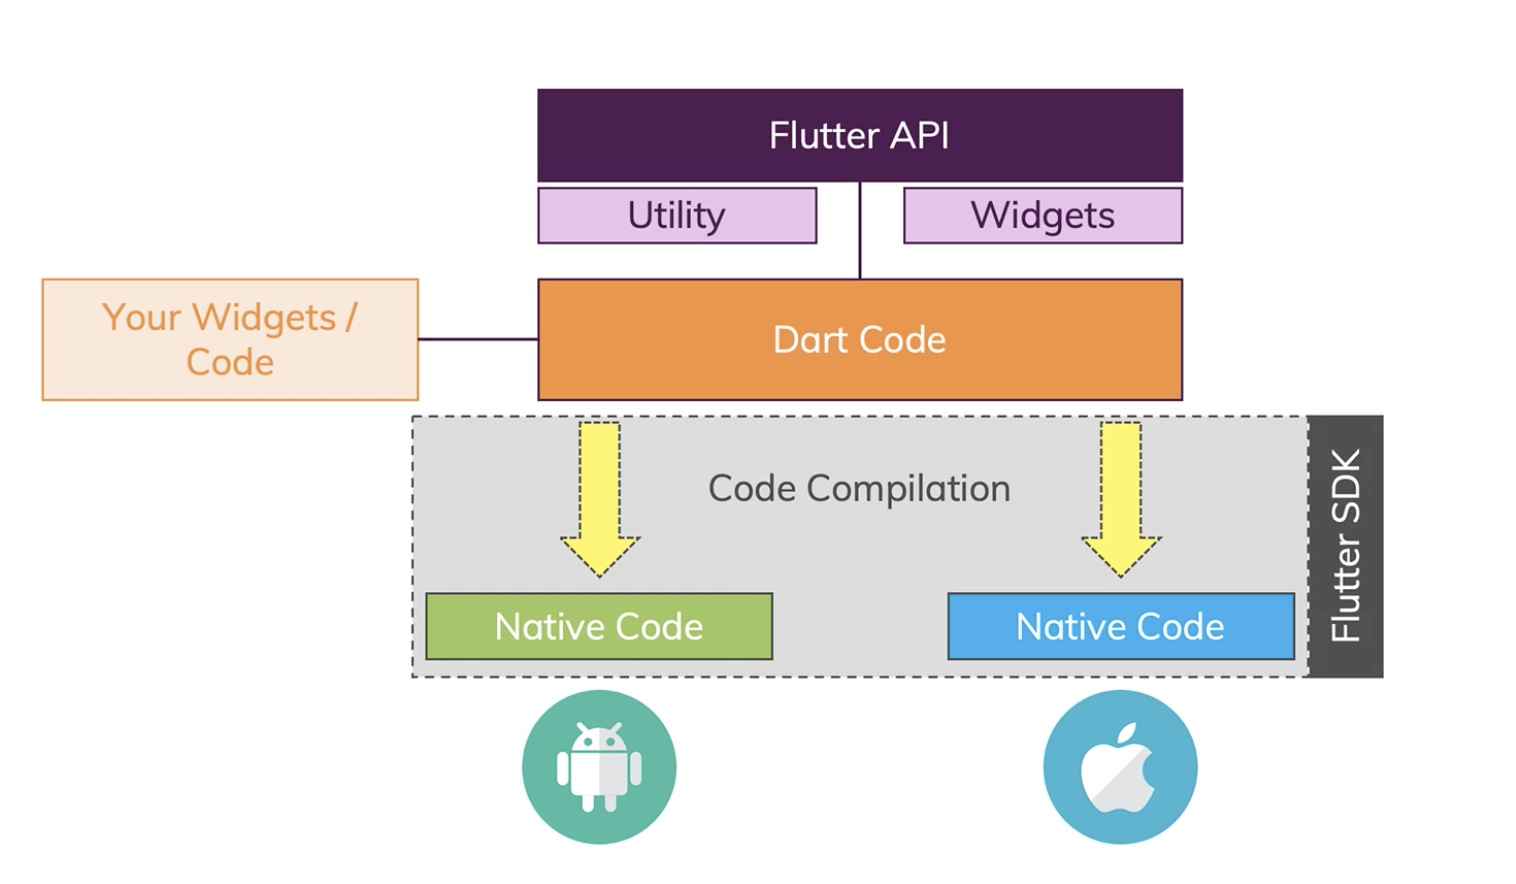 Flutter API
Utility
Widgets
Your Widgets /
Code
Dart Code
Code Compilation
Flutter SDK
Native Code
Native Code